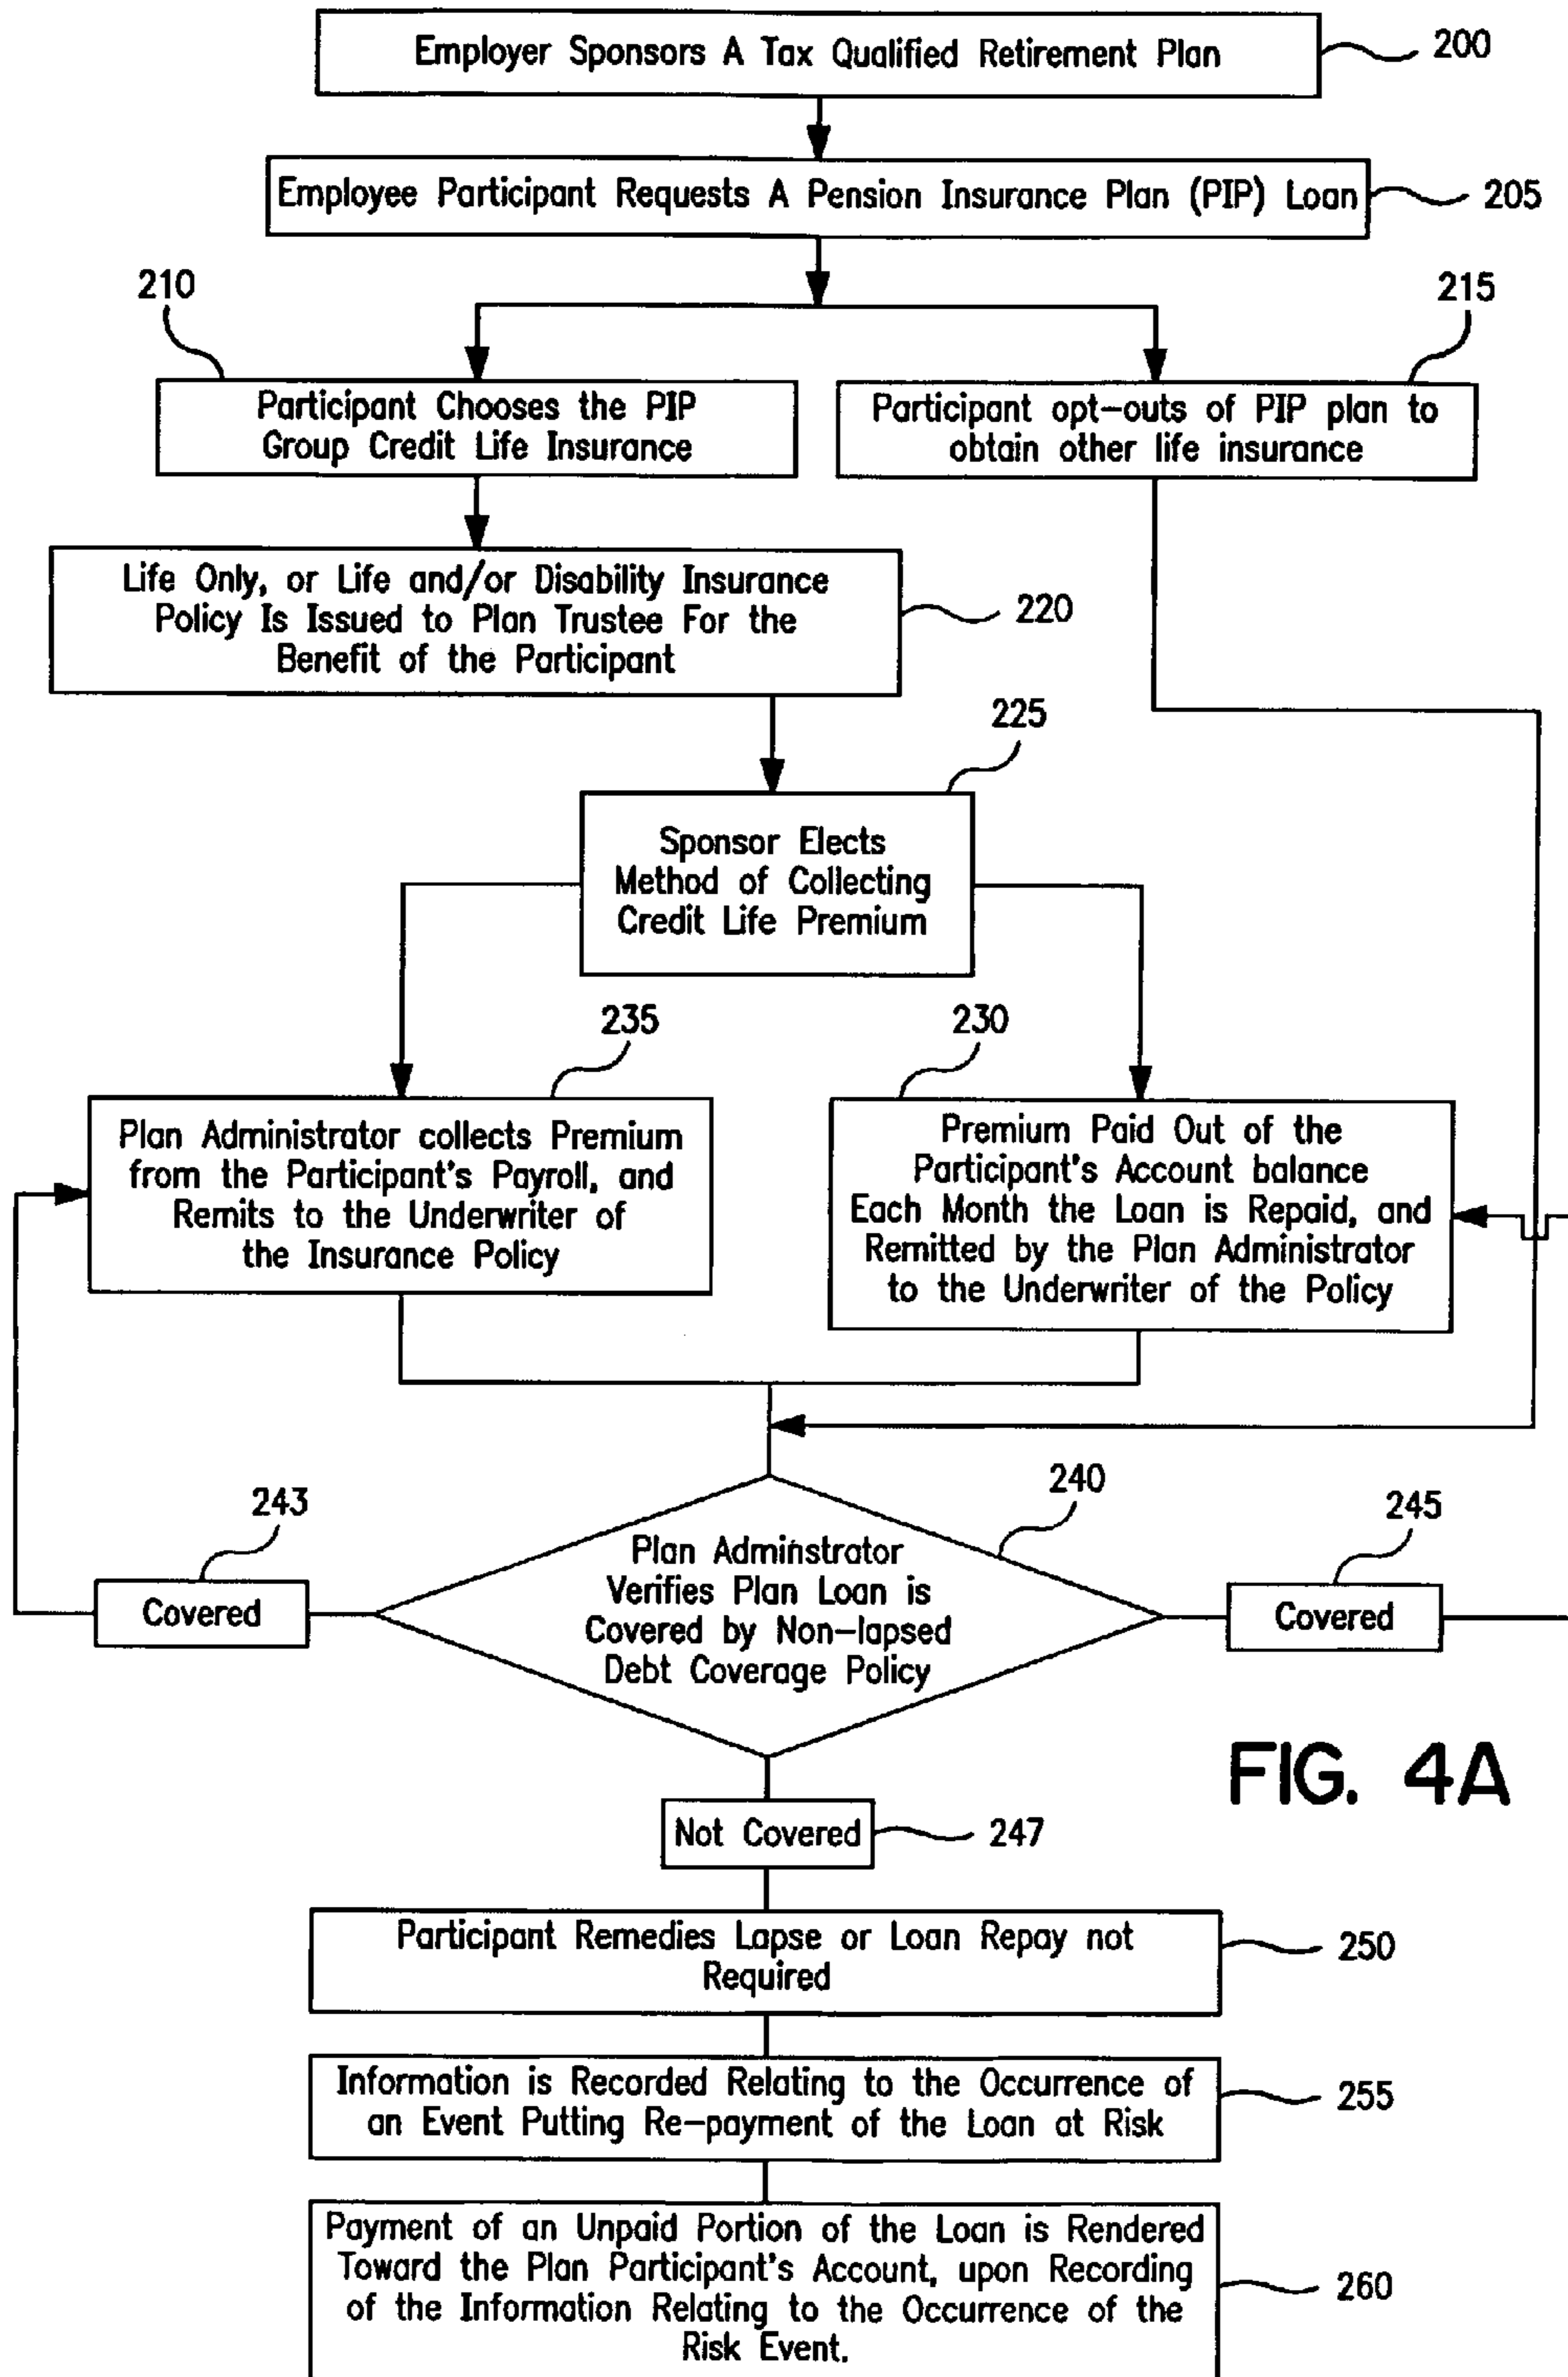 Employer Sponsors A Tax Qualified Retirement Plan
200
Employee Participant Requests A Pension Insurance Plan (PIP) Loan
205
210
215
Participant Chooses the PIP
Group Credit Life Insurance
Participant opt-outs of PIP plan to
obtain other life insurance
Life Only, or Life and/or Disability Insurance
Policy Is Issued to Plan Trustee For the
Benefit of the Participant
220
225
Sponsor Elects
Method of Collecting
Credit Life Premium
235
230
Plan Administrator collects Premium
from the Participant's Payroll, and
Remits to the Underwriter of
the Insurance Policy
Premium Paid Out of the
Participant's Account balance
Each Month the Loan is Repaid, and
Remitted by the Plan Administrator
to the Underwriter of the Policy
243
240
245
Covered
Plan Adminstrator
Verifies Plan Loan is
Covered by Non-lapsed
Debt Coverage Policy
Covered
FIG. 4A
Not Covered
247
Participant Remedies Lapse or Loan Repay not
Required
250
Information is Recorded Relating to the Occurrence of
an Event Putting Re-payment of the Loan at Risk
255
Payment of an Unpaid Portion of the Loan is Rendered
Toward the Plan Participant's Account, upon Recording
of the Information Relating to the Occurrence of the
Risk Event.
260